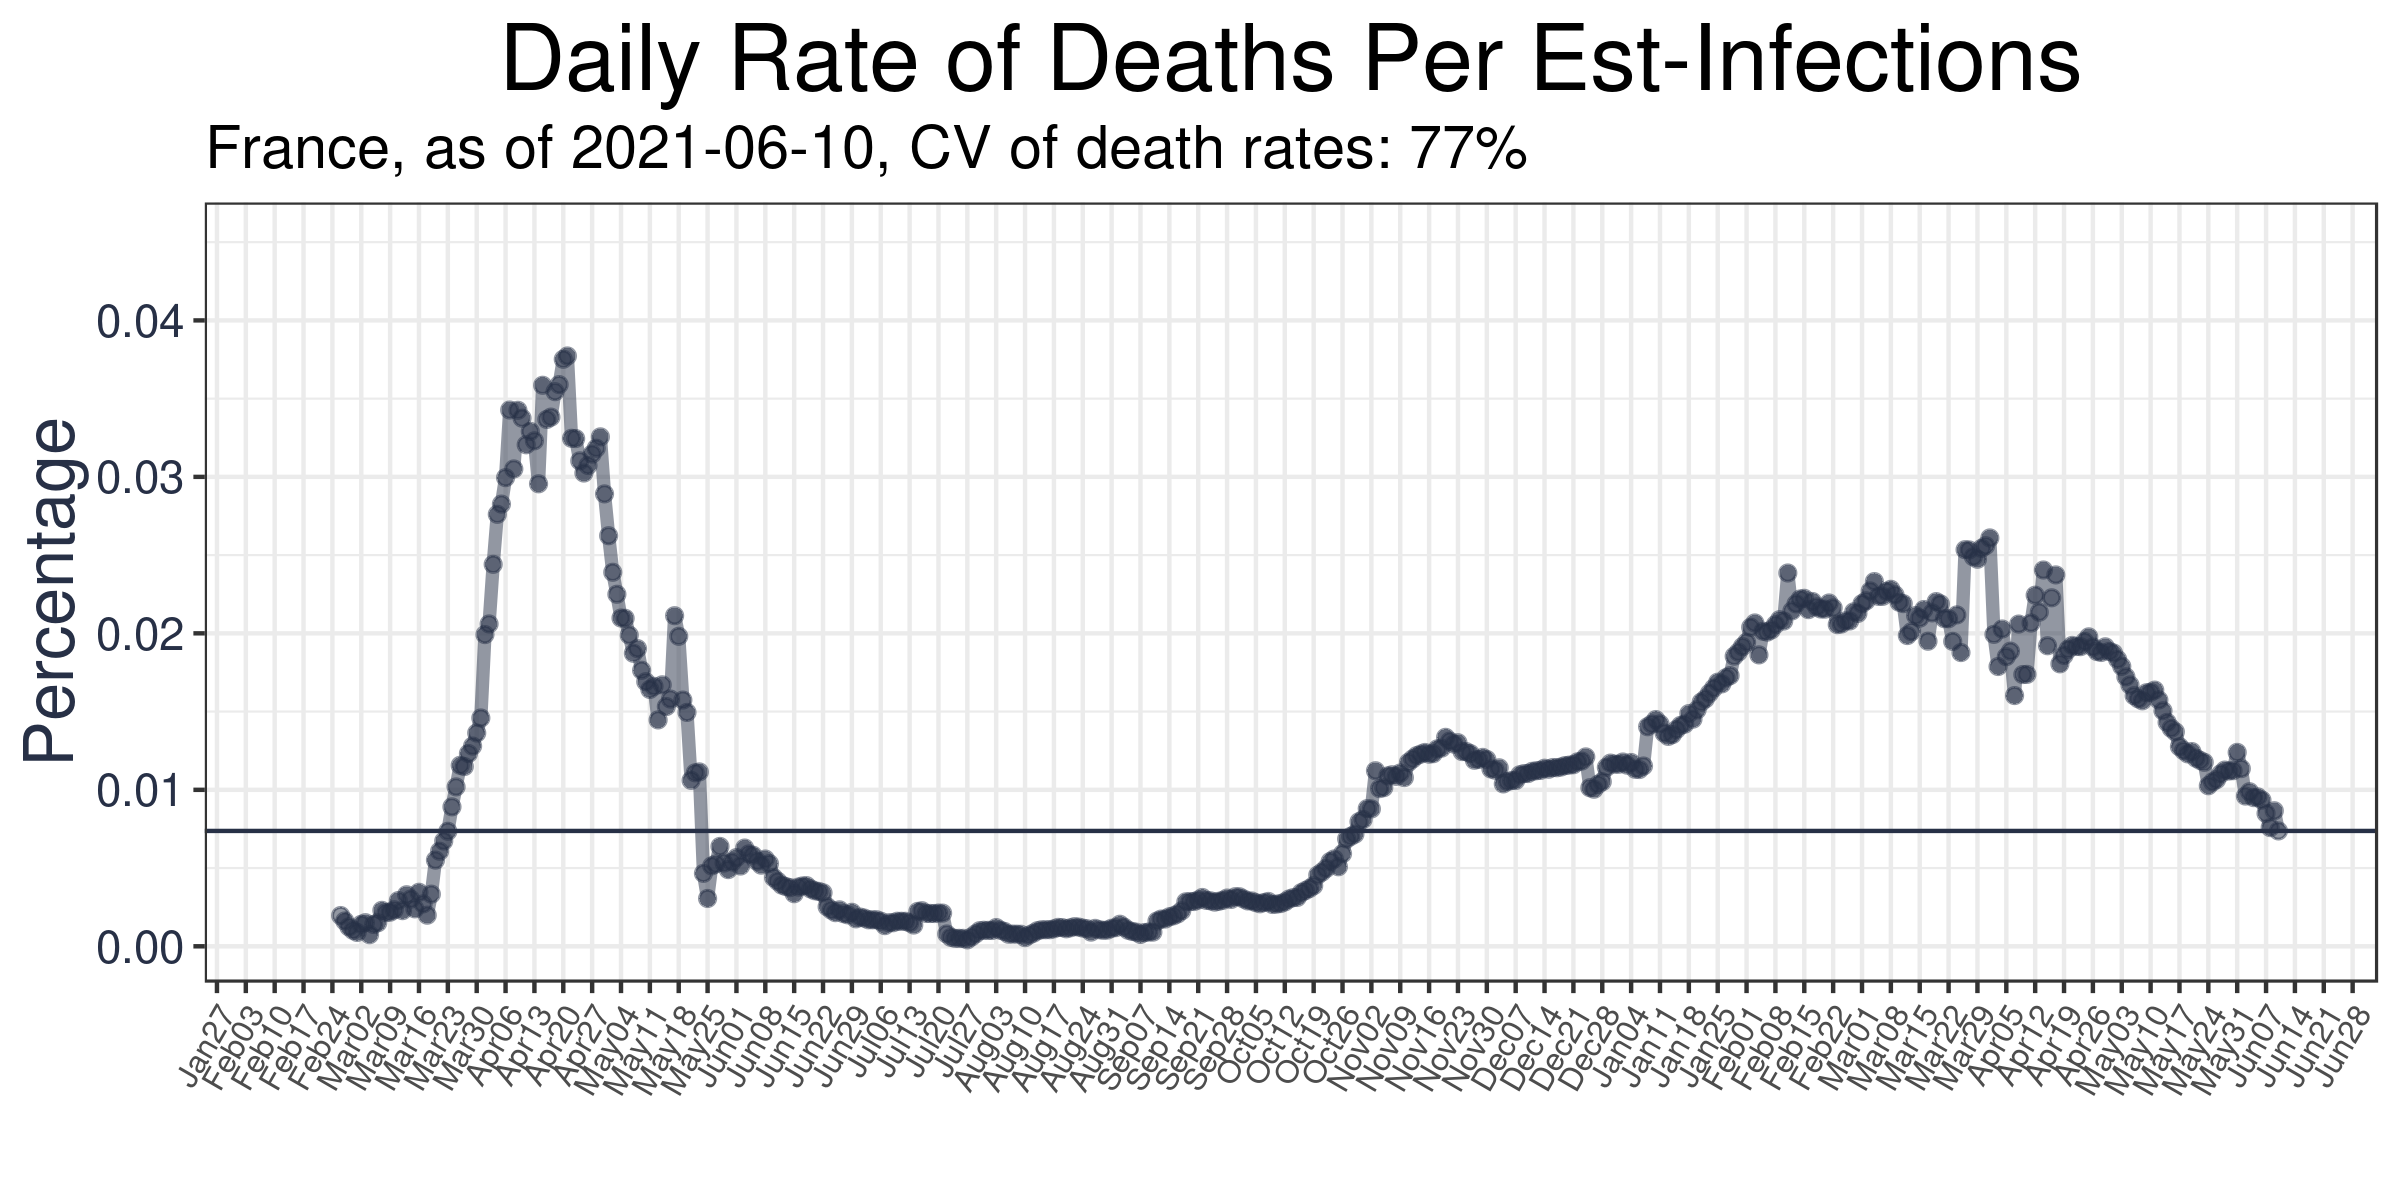 Daily Rate of Deaths Per Est-Infections
France, as of 2021-06-10, CV of death rates: 77%
Percentage
0.04
0.03
0.02
0.01
0.00
Jan27
Feb03
Feb10
Feb17
Feb24
Mar02
Mar09
Mar16
Mar23
Mar30
Apr06
Apr13
Apr20
Apr27
May04
May11
May18
May25
Jun01
Jun08
Jun15
Jun22
Jun29
Jul06
Jul13
Jul20
Jul27
Aug03
Aug10
Aug17
Aug24
Aug31
Sep07
Sep14
Sep21
Sep28
Oct05
Oct12
Oct19
Oct26
Nov02
Nov09
Nov16
Nov23
Nov30
Dec07
Dec14
Dec21
Dec28
Jan04
Jan11
Jan18
Jan25
Feb01
Feb08
Feb15
Feb22
Mar01
Mar08
Mar15
Mar22
Mar29
Apr05
Apr12
Apr19
Apr26
May03
May10
May17
May24
May31
Jun07
Jun14
Jun21
Jun28